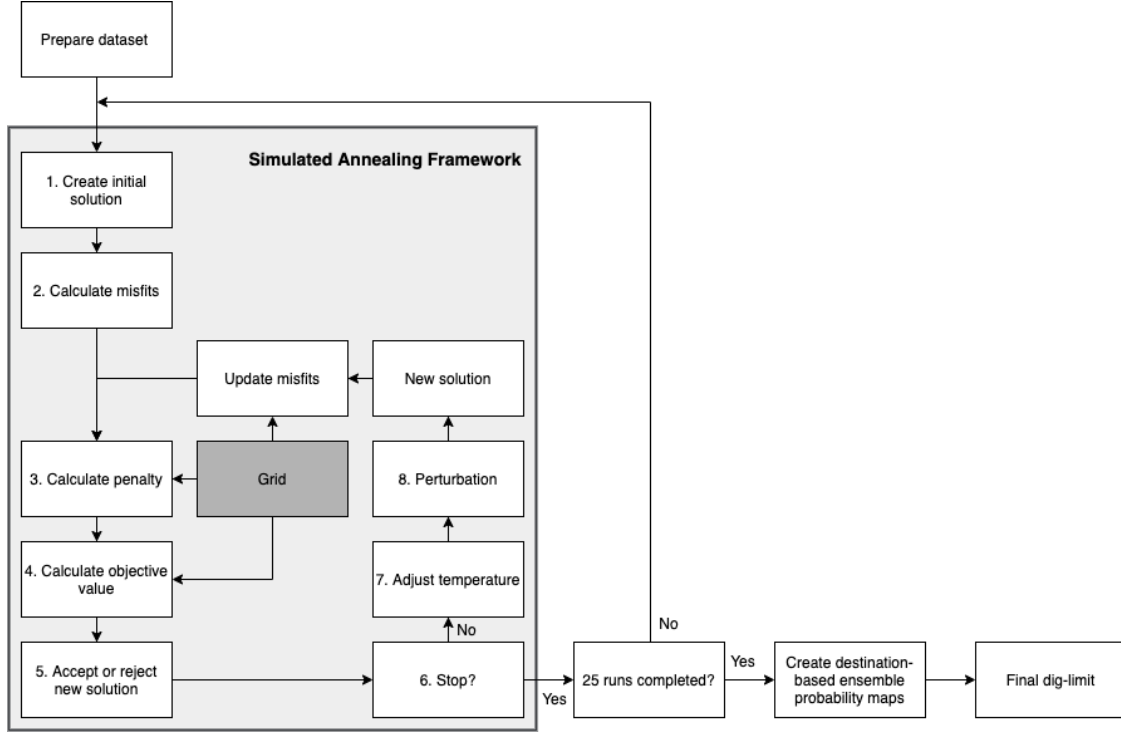 Prepare dataset
Simulated Annealing Framework
1. Create initial
solution
2. Calculate misfits
Update misfits
New solution
3. Calculate penalty
Grid
8. Perturbation
4. Calculate objective
value
7. Adjust temperature
No
No
5. Accept or reject
new solution
6. Stop?
Yes
25 runs completed?
Yes
Create destination-
based ensemble
probability maps
Final dig-limit